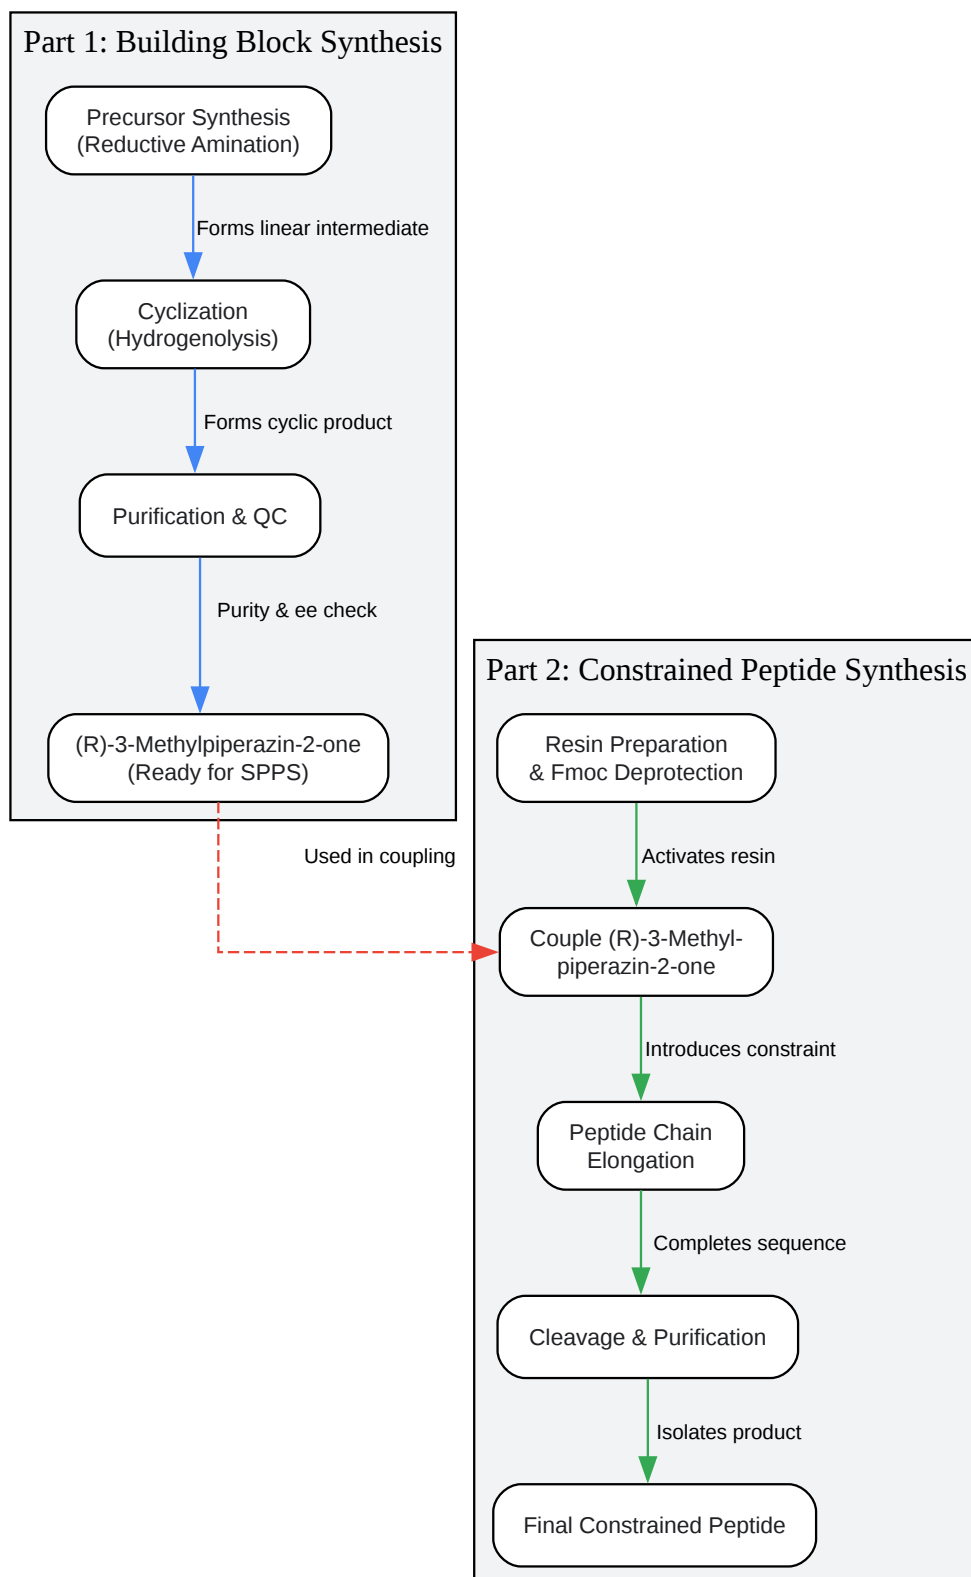 Part 1: Building Block Synthesis
Precursor Synthesis
(Reductive Amination)
Forms linear intermediate
Cyclization
(Hydrogenolysis)
Forms cyclic product
Purification & QC
Purity & ee check
(R)-3-Methylpiperazin-2-one
(Ready for SPPS)
Used in coupling
Part 2: Constrained Peptide Synthesis
Resin Preparation
& Fmoc Deprotection
Activates resin
Couple (R)-3-Methyl-
piperazin-2-one
Introduces constraint
Peptide Chain
Elongation
Completes sequence
Cleavage & Purification
Isolates product
Final Constrained Peptide